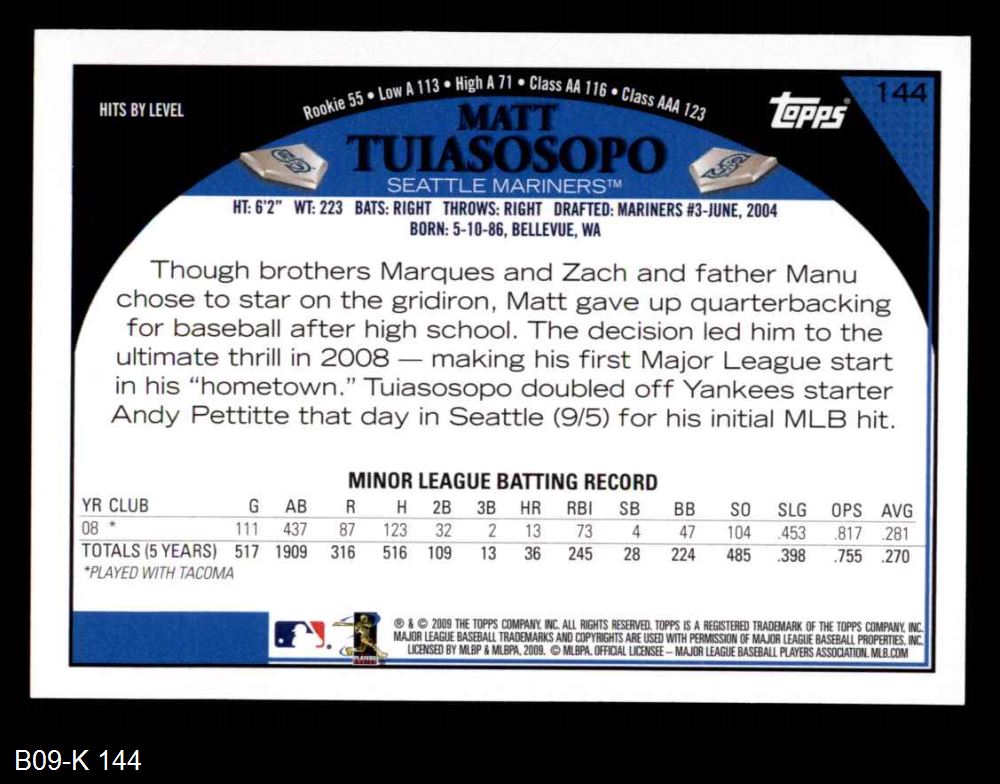 HITS BY LEVEL
Rookie 55 • Low A 113 • High A 71 • Class AA 116 • Class AAA 123
topps®
144
MATT
TUIASOSOPO
SEATTLE MARINERS™
HT: 6'2" WT: 223 BATS: RIGHT THROWS: RIGHT DRAFTED: MARINERS #3-JUNE, 2004
BORN: 5-10-86, BELLEVUE, WA
Though brothers Marques and Zach and father Manu
chose to star on the gridiron, Matt gave up quarterbacking
for baseball after high school. The decision led him to the
ultimate thrill in 2008 — making his first Major League start
in his “hometown.” Tuiasosopo doubled off Yankees starter
Andy Pettitte that day in Seattle (9/5) for his initial MLB hit.
MINOR LEAGUE BATTING RECORD
YR CLUB G AB R H 2B 3B HR RBI SB BB SO SLG OPS AVG
08 * 111 437 87 123 32 2 13 73 4 47 104 .453 .817 .281
TOTALS (5 YEARS) 517 1909 316 516 109 13 36 245 28 224 485 .398 .755 .270
*PLAYED WITH TACOMA
® & © 2009 THE TOPPS COMPANY, INC. ALL RIGHTS RESERVED. TOPPS IS A REGISTERED TRADEMARK OF THE TOPPS COMPANY, INC.
MAJOR LEAGUE BASEBALL TRADEMARKS AND COPYRIGHTS ARE USED WITH PERMISSION OF MAJOR LEAGUE BASEBALL PROPERTIES, INC.
LICENSED BY MLBP & MLBPA, 2009. © MLBPA. OFFICIAL LICENSEE – MAJOR LEAGUE BASEBALL PLAYERS ASSOCIATION. MLB.COM
PLAYERS
B09-K 144